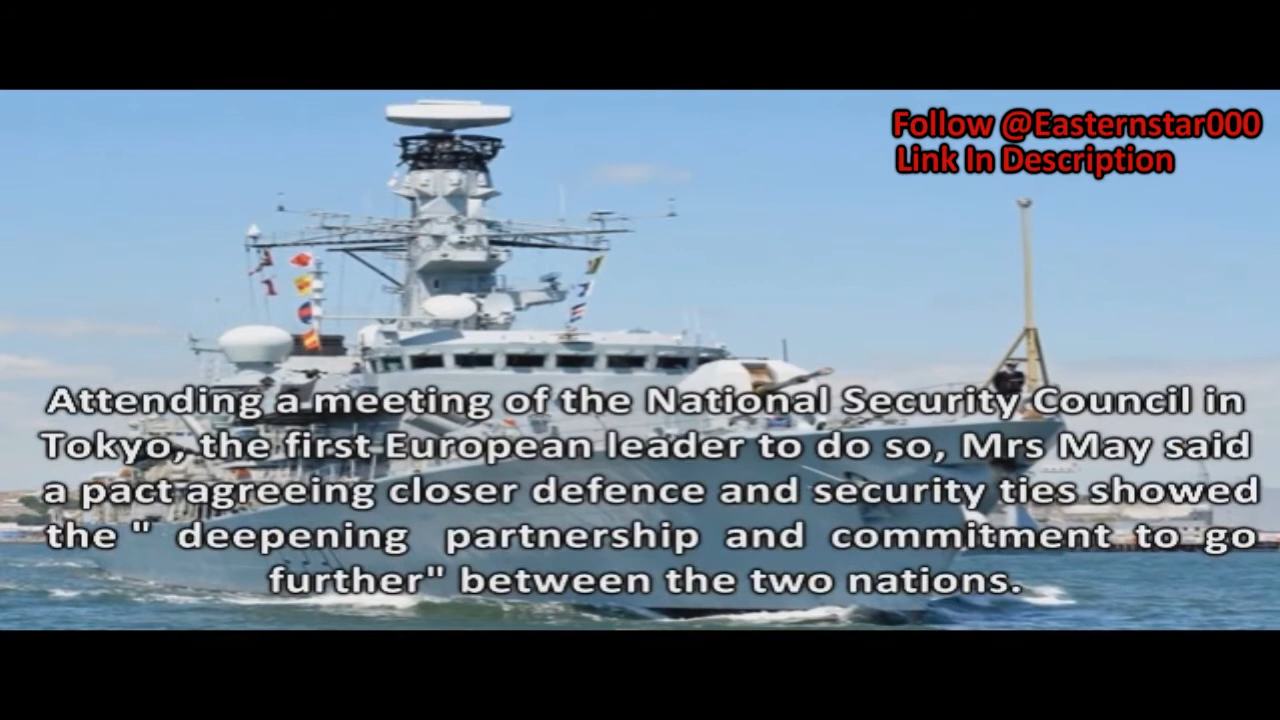 Follow @Easternstar000
Link In Description
Attending a meeting of the National Security Council in
Tokyo, the first European leader to do so, Mrs May said
a pact agreeing closer defence and security ties showed
the " deepening partnership and commitment to go
further" between the two nations.